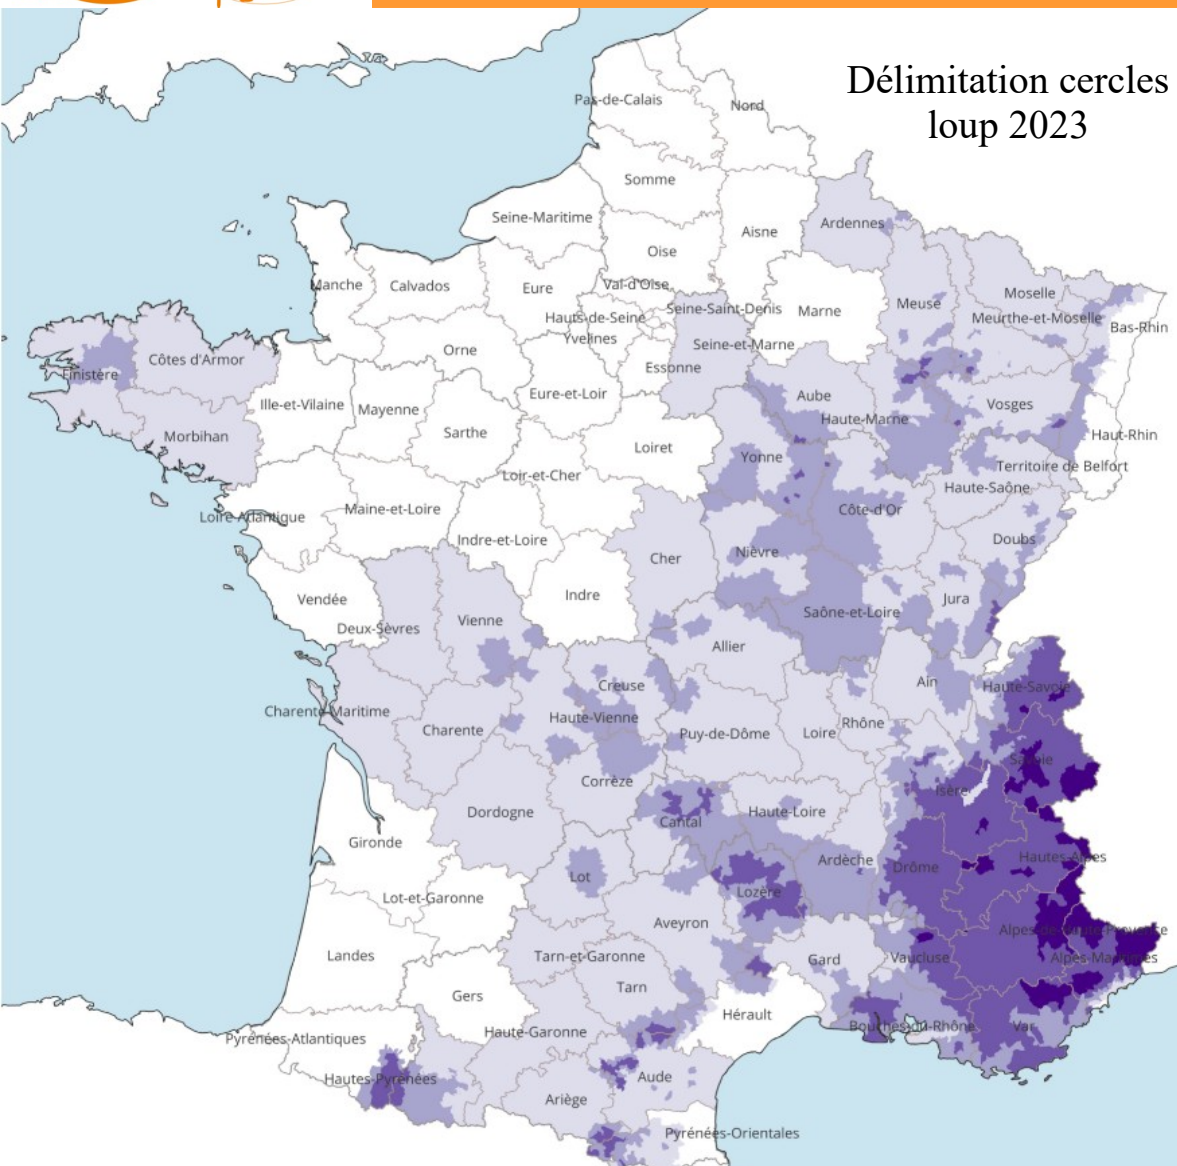 Délimitation cercles
loup 2023
Pas-de-Calais
Nord
Somme
Seine-Maritime
Ardennes
Aisne
Oise
Manche
Calvados
Eure
Val-d'Oise
Moselle
Meuse
Seine-Saint-Denis
Marne
Hauts-de-Seine
Meurthe-et-Moselle
Bas-Rhin
Yvelines
Seine-et-Marne
Orne
Côtes d'Armor
Essonne
Finistère
Eure-et-Loir
Aube
Ille-et-Vilaine
Mayenne
Vosges
Haute-Marne
Sarthe
Morbihan
Haut-Rhin
Loiret
Yonne
Territoire de Belfort
Loir-et-Cher
Haute-Saône
Maine-et-Loire
Côte-d'Or
Loire-Atlantique
Indre-et-Loire
Doubs
Nièvre
Cher
Indre
Vendée
Jura
Saône-et-Loire
Vienne
Deux-Sèvres
Allier
Ain
Creuse
Haute-Savoie
Charente-Maritime
Haute-Vienne
Rhône
Charente
Puy-de-Dôme
Loire
Savoie
Corrèze
Isère
Dordogne
Haute-Loire
Cantal
Gironde
Hautes-Alpes
Ardèche
Drôme
Lot
Lozère
Lot-et-Garonne
Aveyron
Alpes-de-Haute-Provence
Landes
Tarn-et-Garonne
Gard
Vaucluse
Alpes-Maritimes
Tarn
Gers
Hérault
Bouches-du-Rhône
Var
Haute-Garonne
Pyrénées-Atlantiques
Hautes-Pyrénées
Aude
Ariège
Pyrénées-Orientales